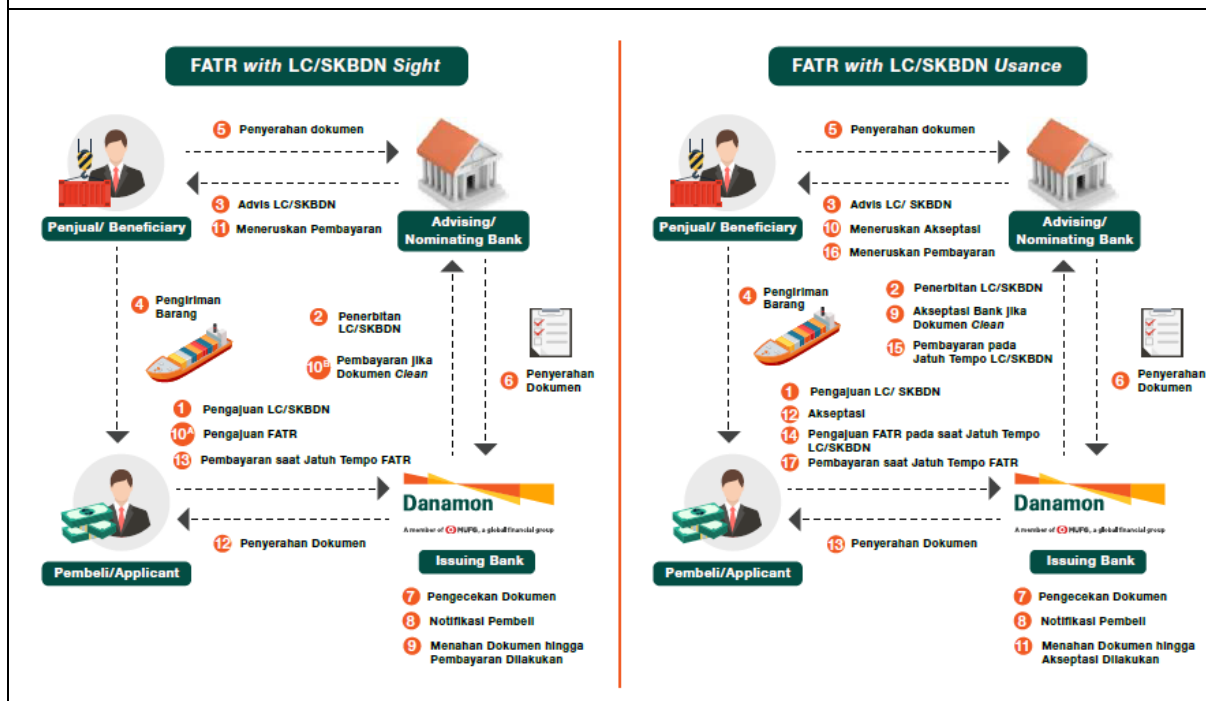 FATR with LC/SKBDN Sight
5 Penyerahan dokumen
3 Advis LC/SKBDN
11 Meneruskan Pembayaran
Penjual/ Beneficiary
Advising/
Nominating Bank
4 Pengiriman
Barang
2 Penerbitan
LC/SKBDN
10B Pembayaran jika
Dokumen Clean
6 Penyerahan
Dokumen
1 Pengajuan LC/SKBDN
10A Pengajuan FATR
13 Pembayaran saat Jatuh Tempo FATR
Danamon
A member of MUFG, a global financial group
12 Penyerahan Dokumen
Pembeli/Applicant
Issuing Bank
7 Pengecekan Dokumen
8 Notifikasi Pembeli
9 Menahan Dokumen hingga
Pembayaran Dilakukan
FATR with LC/SKBDN Usance
5 Penyerahan dokumen
3 Advis LC/ SKBDN
10 Meneruskan Akseptasi
16 Meneruskan Pembayaran
Penjual/ Beneficiary
Advising/
Nominating Bank
4 Pengiriman
Barang
2 Penerbitan LC/SKBDN
9 Akseptasi Bank jika
Dokumen Clean
15 Pembayaran pada
Jatuh Tempo LC/SKBDN
6 Penyerahan
Dokumen
1 Pengajuan LC/ SKBDN
12 Akseptasi
14 Pengajuan FATR pada saat Jatuh Tempo
LC/SKBDN
17 Pembayaran saat Jatuh Tempo FATR
Danamon
A member of MUFG, a global financial group
13 Penyerahan Dokumen
Pembeli/Applicant
Issuing Bank
7 Pengecekan Dokumen
8 Notifikasi Pembeli
11 Menahan Dokumen hingga
Akseptasi Dilakukan